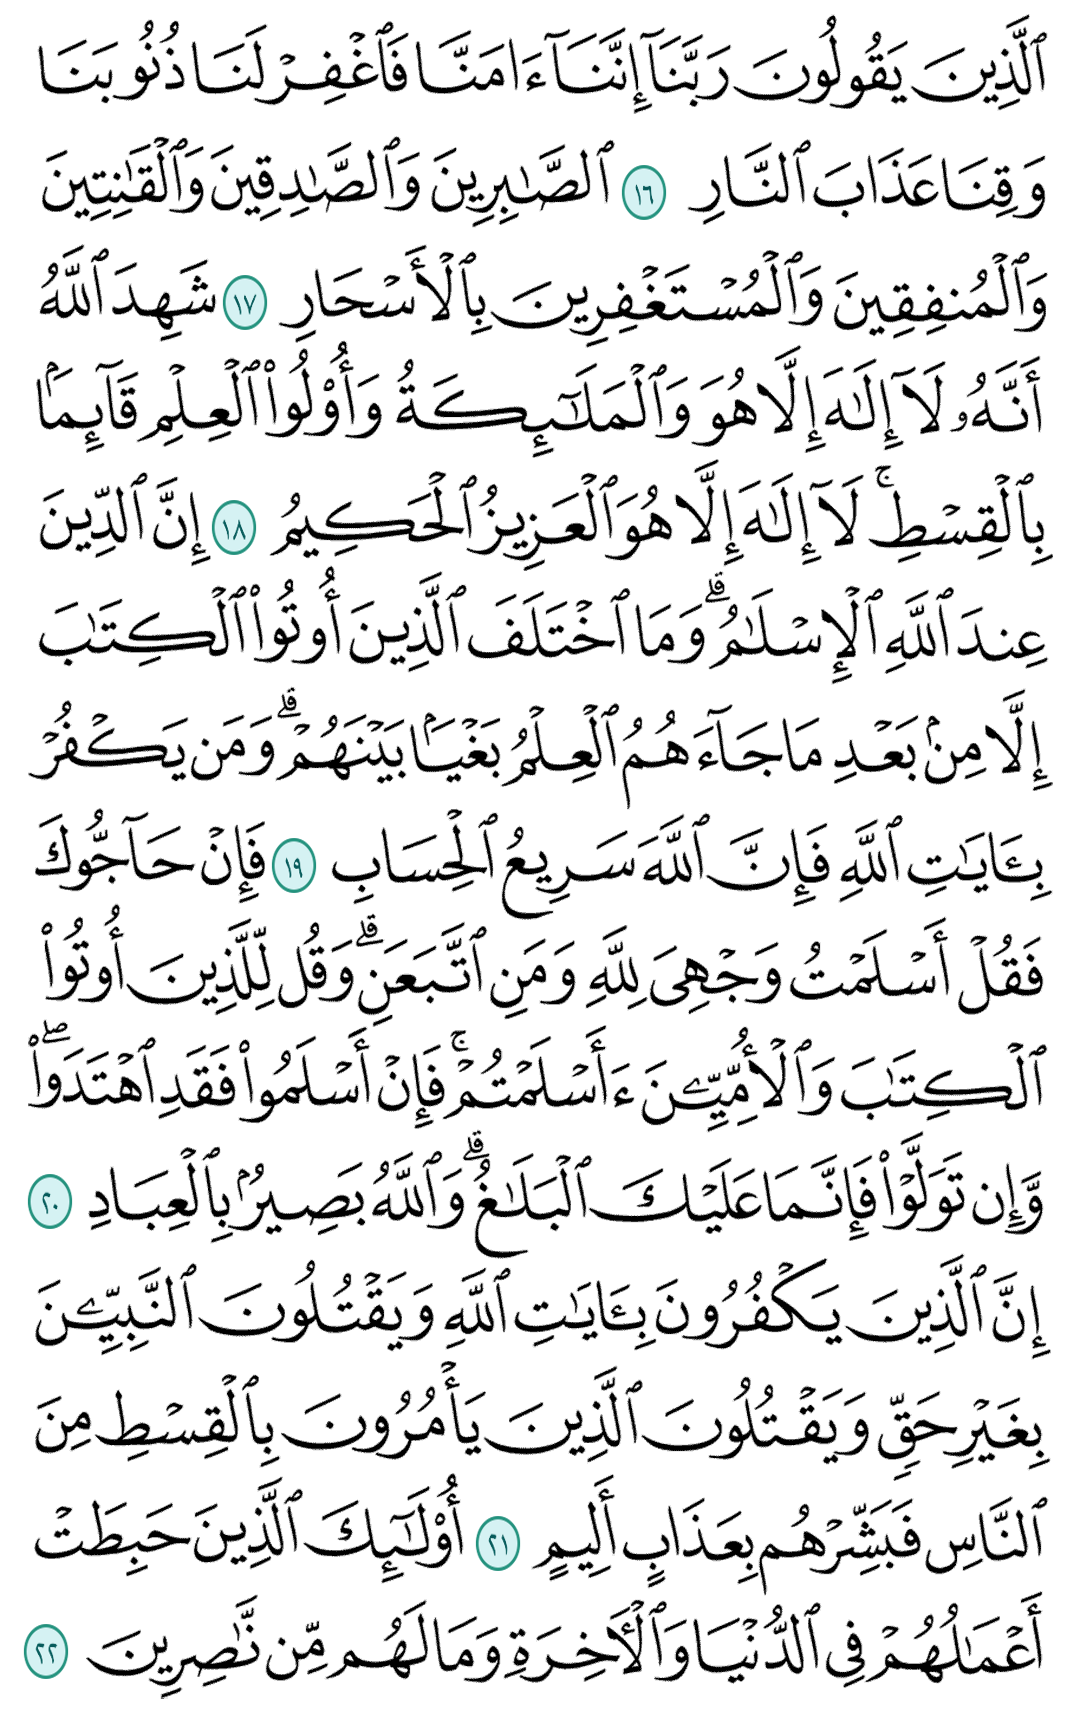 ٱلَّذِينَ يَقُولُونَ رَبَّنَآ إِنَّنَآ ءَامَنَّا فَٱغۡفِرۡ لَنَا ذُنُوبَنَا
وَقِنَا عَذَابَ ٱلنَّارِ ١٦ ٱلصَّٰبِرِينَ وَٱلصَّٰدِقِينَ وَٱلۡقَٰنِتِينَ
وَٱلۡمُنفِقِينَ وَٱلۡمُسۡتَغۡفِرِينَ بِٱلۡأَسۡحَارِ ١٧ شَهِدَ ٱللَّهُ
أَنَّهُۥ لَآ إِلَٰهَ إِلَّا هُوَ وَٱلۡمَلَٰٓئِكَةُ وَأُوْلُواْ ٱلۡعِلۡمِ قَآئِمَۢا
بِٱلۡقِسۡطِۚ لَآ إِلَٰهَ إِلَّا هُوَ ٱلۡعَزِيزُ ٱلۡحَكِيمُ ١٨ إِنَّ ٱلدِّينَ
عِندَ ٱللَّهِ ٱلۡإِسۡلَٰمُۗ وَمَا ٱخۡتَلَفَ ٱلَّذِينَ أُوتُواْ ٱلۡكِتَٰبَ
إِلَّا مِنۢ بَعۡدِ مَا جَآءَهُمُ ٱلۡعِلۡمُ بَغۡيَۢا بَيۡنَهُمۡۗ وَمَن يَكۡفُرۡ
بِـَٔايَٰتِ ٱللَّهِ فَإِنَّ ٱللَّهَ سَرِيعُ ٱلۡحِسَابِ ١٩ فَإِنۡ حَآجُّوكَ
فَقُلۡ أَسۡلَمۡتُ وَجۡهِيَ لِلَّهِ وَمَنِ ٱتَّبَعَنِۗ وَقُل لِّلَّذِينَ أُوتُواْ
ٱلۡكِتَٰبَ وَٱلۡأُمِّيِّـۧنَ ءَأَسۡلَمۡتُمۡۚ فَإِنۡ أَسۡلَمُواْ فَقَدِ ٱهۡتَدَواْۖ
وَّإِن تَوَلَّوۡاْ فَإِنَّمَا عَلَيۡكَ ٱلۡبَلَٰغُۗ وَٱللَّهُ بَصِيرُۢ بِٱلۡعِبَادِ ٢٠
إِنَّ ٱلَّذِينَ يَكۡفُرُونَ بِـَٔايَٰتِ ٱللَّهِ وَيَقۡتُلُونَ ٱلنَّبِيِّـۧنَ
بِغَيۡرِ حَقّٖ وَيَقۡتُلُونَ ٱلَّذِينَ يَأۡمُرُونَ بِٱلۡقِسۡطِ مِنَ
ٱلنَّاسِ فَبَشِّرۡهُم بِعَذَابٍ أَلِيمٍ ٢١ أُوْلَٰٓئِكَ ٱلَّذِينَ حَبِطَتۡ
أَعۡمَٰلُهُمۡ فِي ٱلدُّنۡيَا وَٱلۡأٓخِرَةِ وَمَا لَهُم مِّن نَّٰصِرِينَ ٢٢